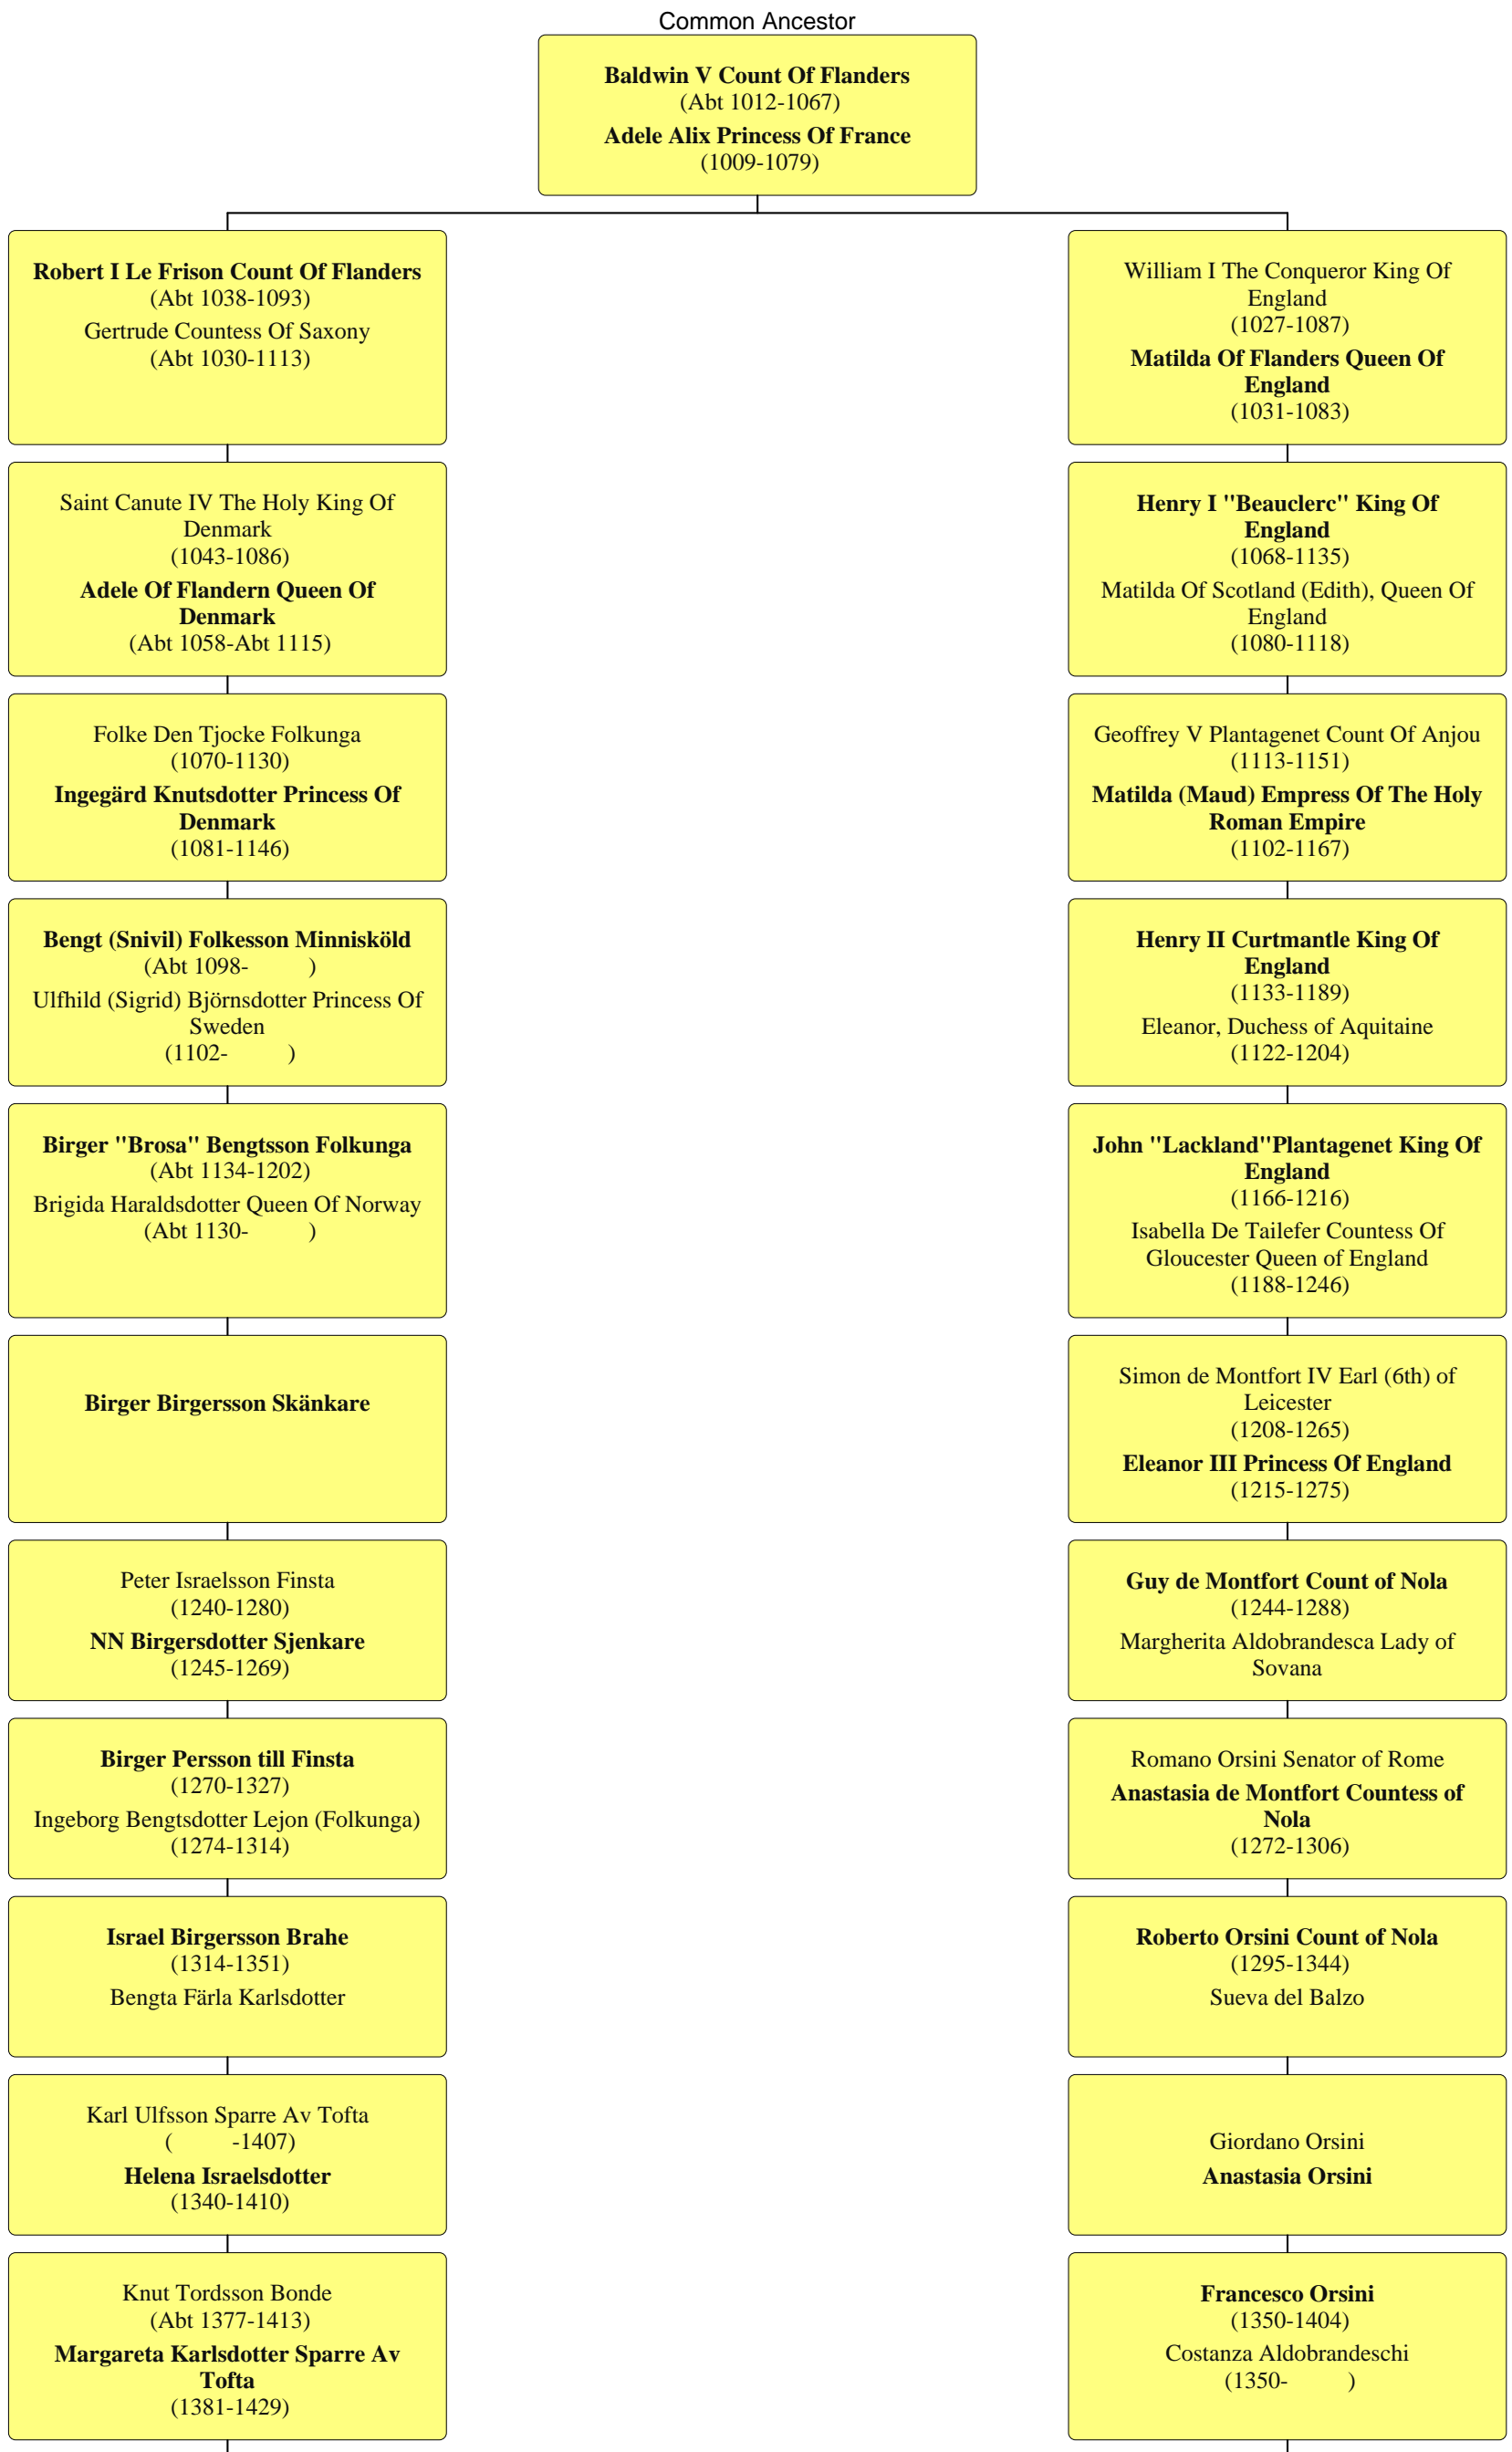 Common Ancestor
Baldwin V Count Of Flanders
(Abt 1012-1067)
Adele Alix Princess Of France
(1009-1079)
Robert I Le Frison Count Of Flanders
(Abt 1038-1093)
Gertrude Countess Of Saxony
(Abt 1030-1113)
William I The Conqueror King Of
England
(1027-1087)
Matilda Of Flanders Queen Of
England
(1031-1083)
Saint Canute IV The Holy King Of
Denmark
(1043-1086)
Adele Of Flandern Queen Of
Denmark
(Abt 1058-Abt 1115)
Henry I "Beauclerc" King Of
England
(1068-1135)
Matilda Of Scotland (Edith), Queen Of
England
(1080-1118)
Folke Den Tjocke Folkunga
(1070-1130)
Ingegärd Knutsdotter Princess Of
Denmark
(1081-1146)
Geoffrey V Plantagenet Count Of Anjou
(1113-1151)
Matilda (Maud) Empress Of The Holy
Roman Empire
(1102-1167)
Bengt (Snivil) Folkesson Minnisköld
(Abt 1098- )
Ulfhild (Sigrid) Björnsdotter Princess Of
Sweden
(1102- )
Henry II Curtmantle King Of
England
(1133-1189)
Eleanor, Duchess of Aquitaine
(1122-1204)
Birger "Brosa" Bengtsson Folkunga
(Abt 1134-1202)
Brigida Haraldsdotter Queen Of Norway
(Abt 1130- )
John "Lackland"Plantagenet King Of
England
(1166-1216)
Isabella De Tailefer Countess Of
Gloucester Queen of England
(1188-1246)
Birger Birgersson Skänkare
Simon de Montfort IV Earl (6th) of
Leicester
(1208-1265)
Eleanor III Princess Of England
(1215-1275)
Peter Israelsson Finsta
(1240-1280)
NN Birgersdotter Sjenkare
(1245-1269)
Guy de Montfort Count of Nola
(1244-1288)
Margherita Aldobrandesca Lady of
Sovana
Birger Persson till Finsta
(1270-1327)
Ingeborg Bengtsdotter Lejon (Folkunga)
(1274-1314)
Romano Orsini Senator of Rome
Anastasia de Montfort Countess of
Nola
(1272-1306)
Israel Birgersson Brahe
(1314-1351)
Bengta Färla Karlsdotter
Roberto Orsini Count of Nola
(1295-1344)
Sueva del Balzo
Karl Ulfsson Sparre Av Tofta
( -1407)
Helena Israelsdotter
(1340-1410)
Giordano Orsini
Anastasia Orsini
Knut Tordsson Bonde
(Abt 1377-1413)
Margareta Karlsdotter Sparre Av
Tofta
(1381-1429)
Francesco Orsini
(1350-1404)
Costanza Aldobrandeschi
(1350- )